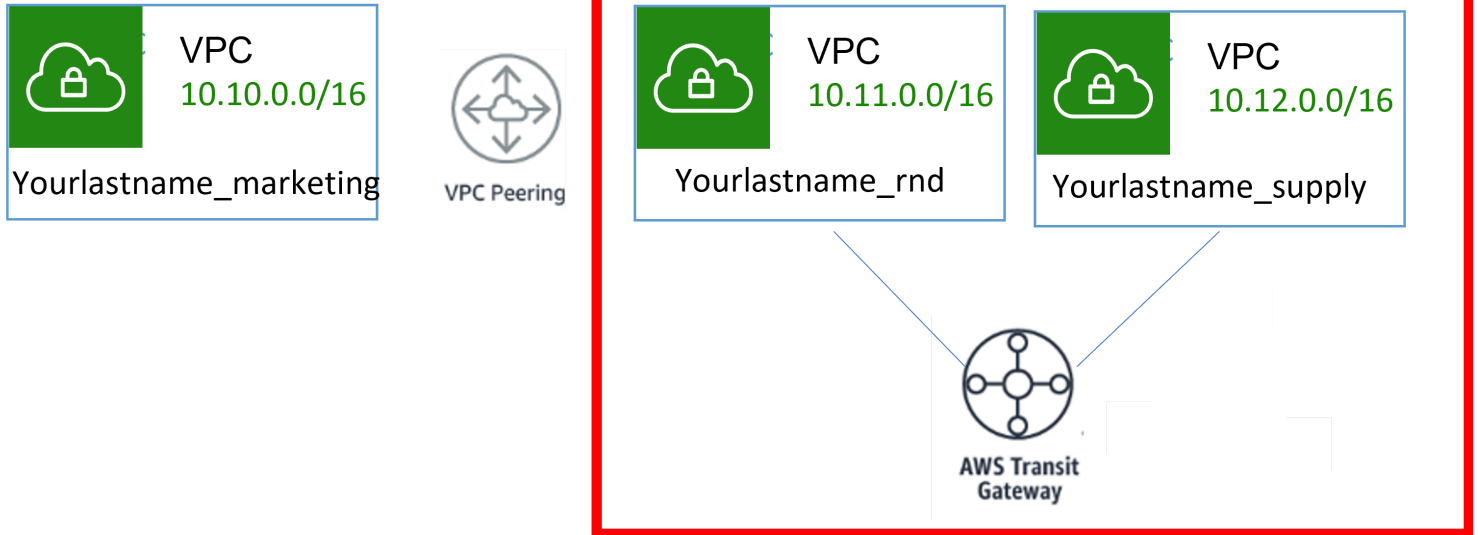 VPC
10.10.0.0/16
Yourlastname_marketing
VPC Peering
VPC
10.11.0.0/16
Yourlastname_rnd
VPC
10.12.0.0/16
Yourlastname_supply
AWS Transit
Gateway